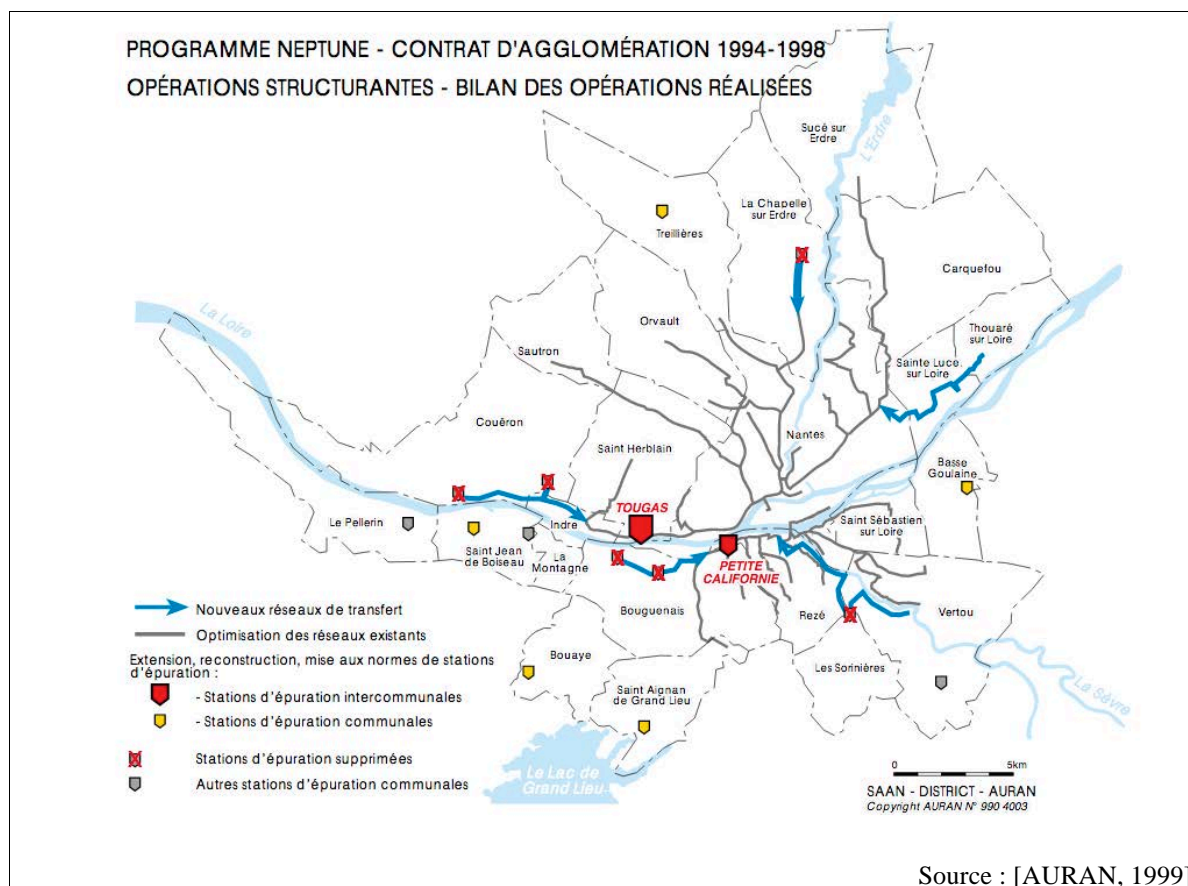 PROGRAMME NEPTUNE - CONTRAT D'AGGLOMÉRATION 1994-1998
OPÉRATIONS STRUCTURANTES - BILAN DES OPÉRATIONS RÉALISÉES
Sucé sur
Erdre
L'Erdre
La Chapelle
sur Erdre
Treillières
Carquefou
La Loire
Orvault
Thouaré
sur Loire
Sautron
Sainte Luce
sur Loire
Couëron
Nantes
Saint Herblain
Basse
Goulaine
TOUGAS
Le Pellerin
Indre
Saint Sébastien
sur Loire
Saint Jean
de Boiseau
La
Montagne
PETITE
CALIFORNIE
Bouguenais
Rezé
Vertou
Nouveaux réseaux de transfert
Optimisation des réseaux existants
Extension, reconstruction, mise aux normes de stations
d'épuration :
- Stations d'épuration intercommunales
- Stations d'épuration communales
Stations d'épuration supprimées
Autres stations d'épuration communales
Bouaye
Les Sorinières
Saint Aignan
de Grand Lieu
La Sèvre
Le Lac de
Grand Lieu
0 5km
SAAN - DISTRICT - AURAN
Copyright AURAN N° 990 4003
Source : [AURAN, 1999]